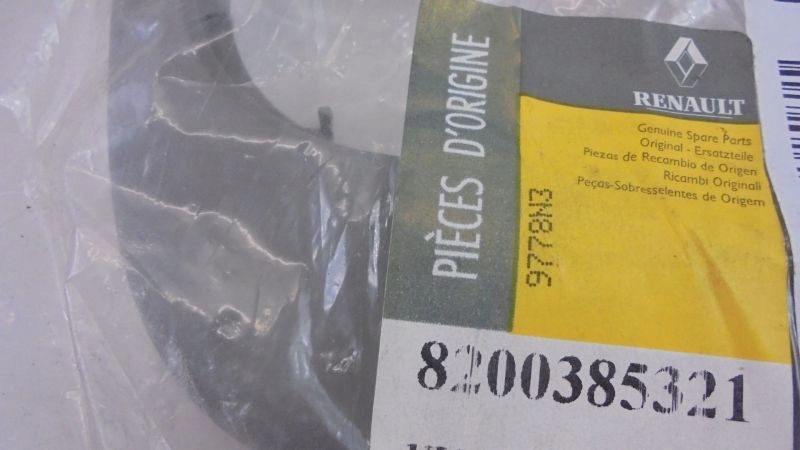 PIÈCES D'ORIGINE
RENAULT
Genuine Spare Parts
Original - Ersatzteile
Piezas de Recambio de Origen
Ricambi Originali
Peças-Sobresselentes de Origem
9778N3
8200385321